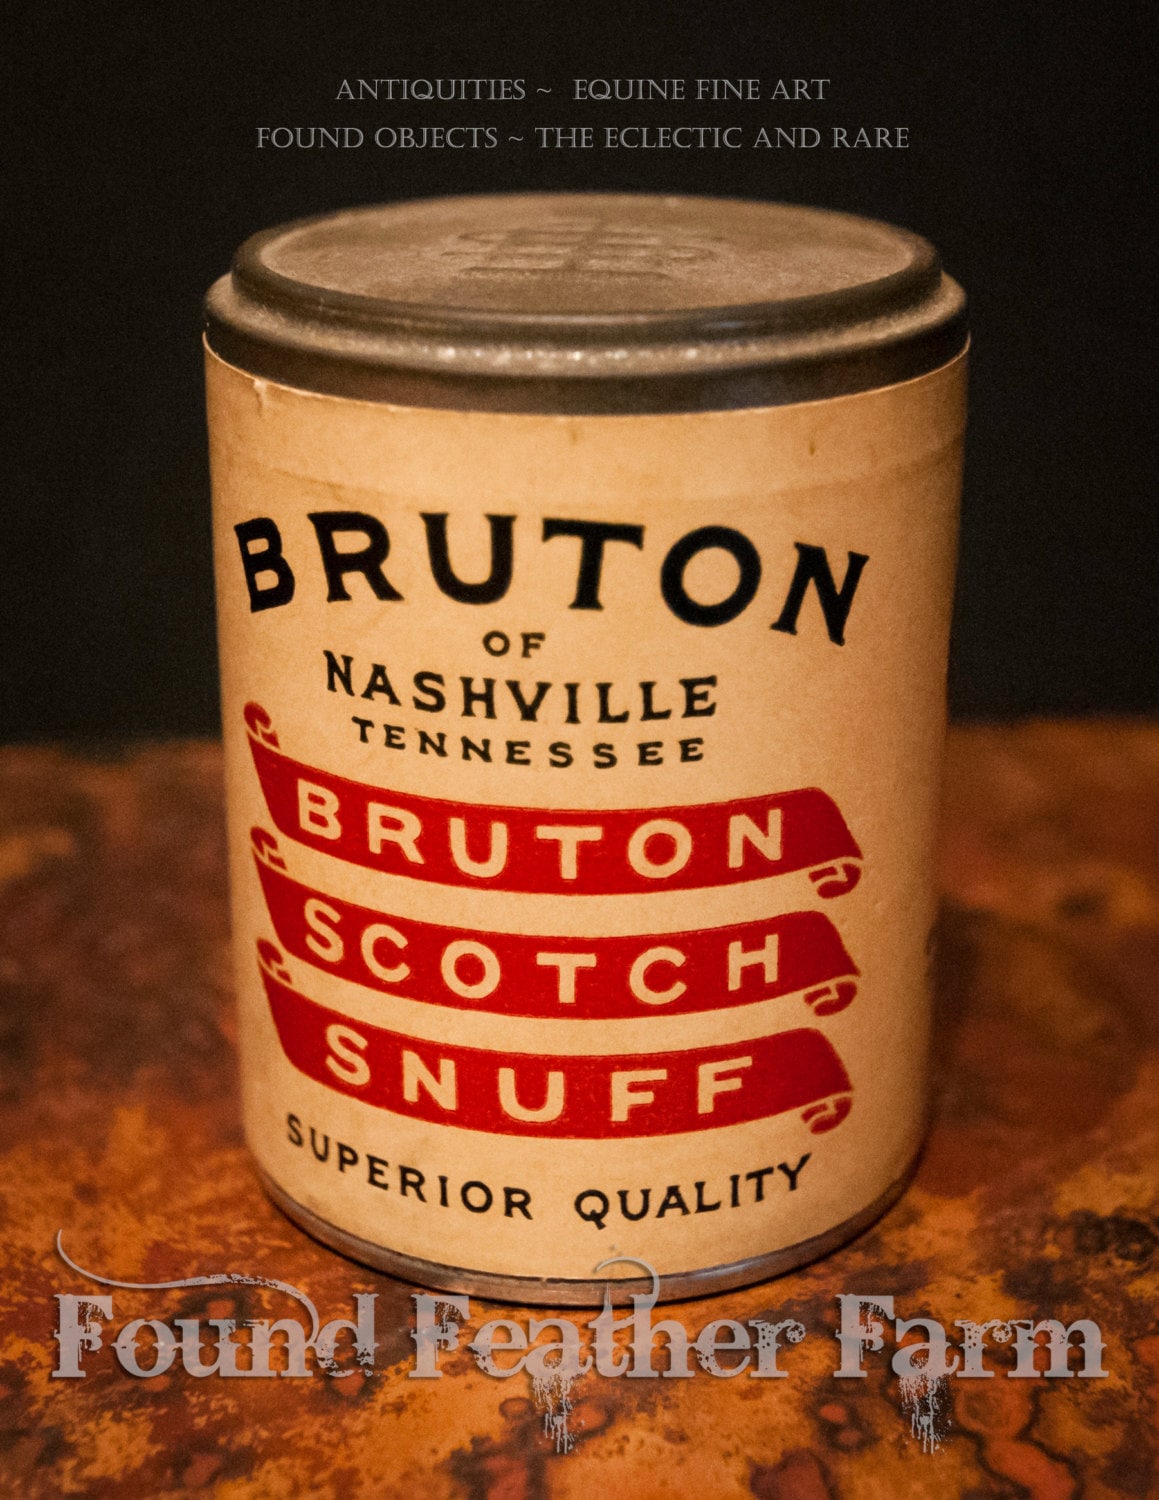 ANTIQUITIES ~ EQUINE FINE ART
FOUND OBJECTS ~ THE ECLECTIC AND RARE
BRUTON
OF
NASHVILLE
TENNESSEE
BRUTON
SCOTCH
SNUFF
SUPERIOR QUALITY
Found Feather Farm